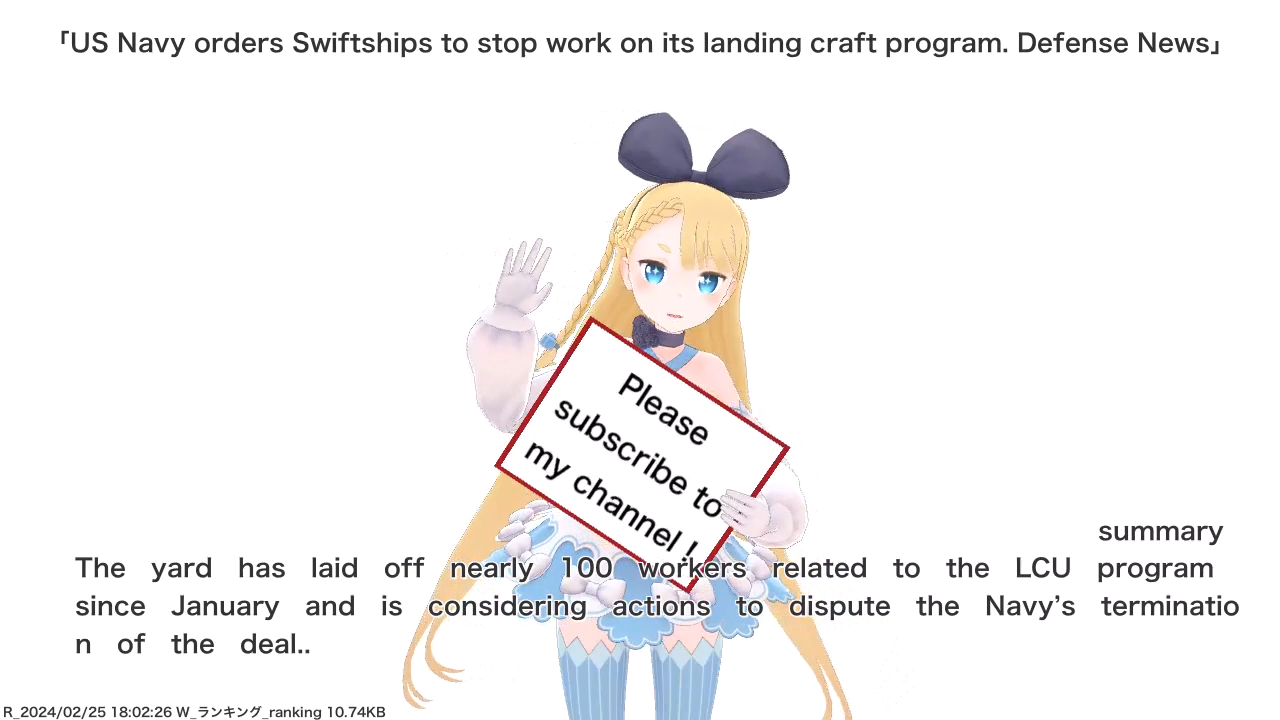 「US Navy orders Swiftships to stop work on its landing craft program. Defense News」
Please
subscribe to
my channel !
summary
The yard has laid off nearly 100 workers related to the LCU program
since January and is considering actions to dispute the Navy's terminatio
n of the deal..
R_2024/02/25 18:02:26 W_ランキング_ranking 10.74KB